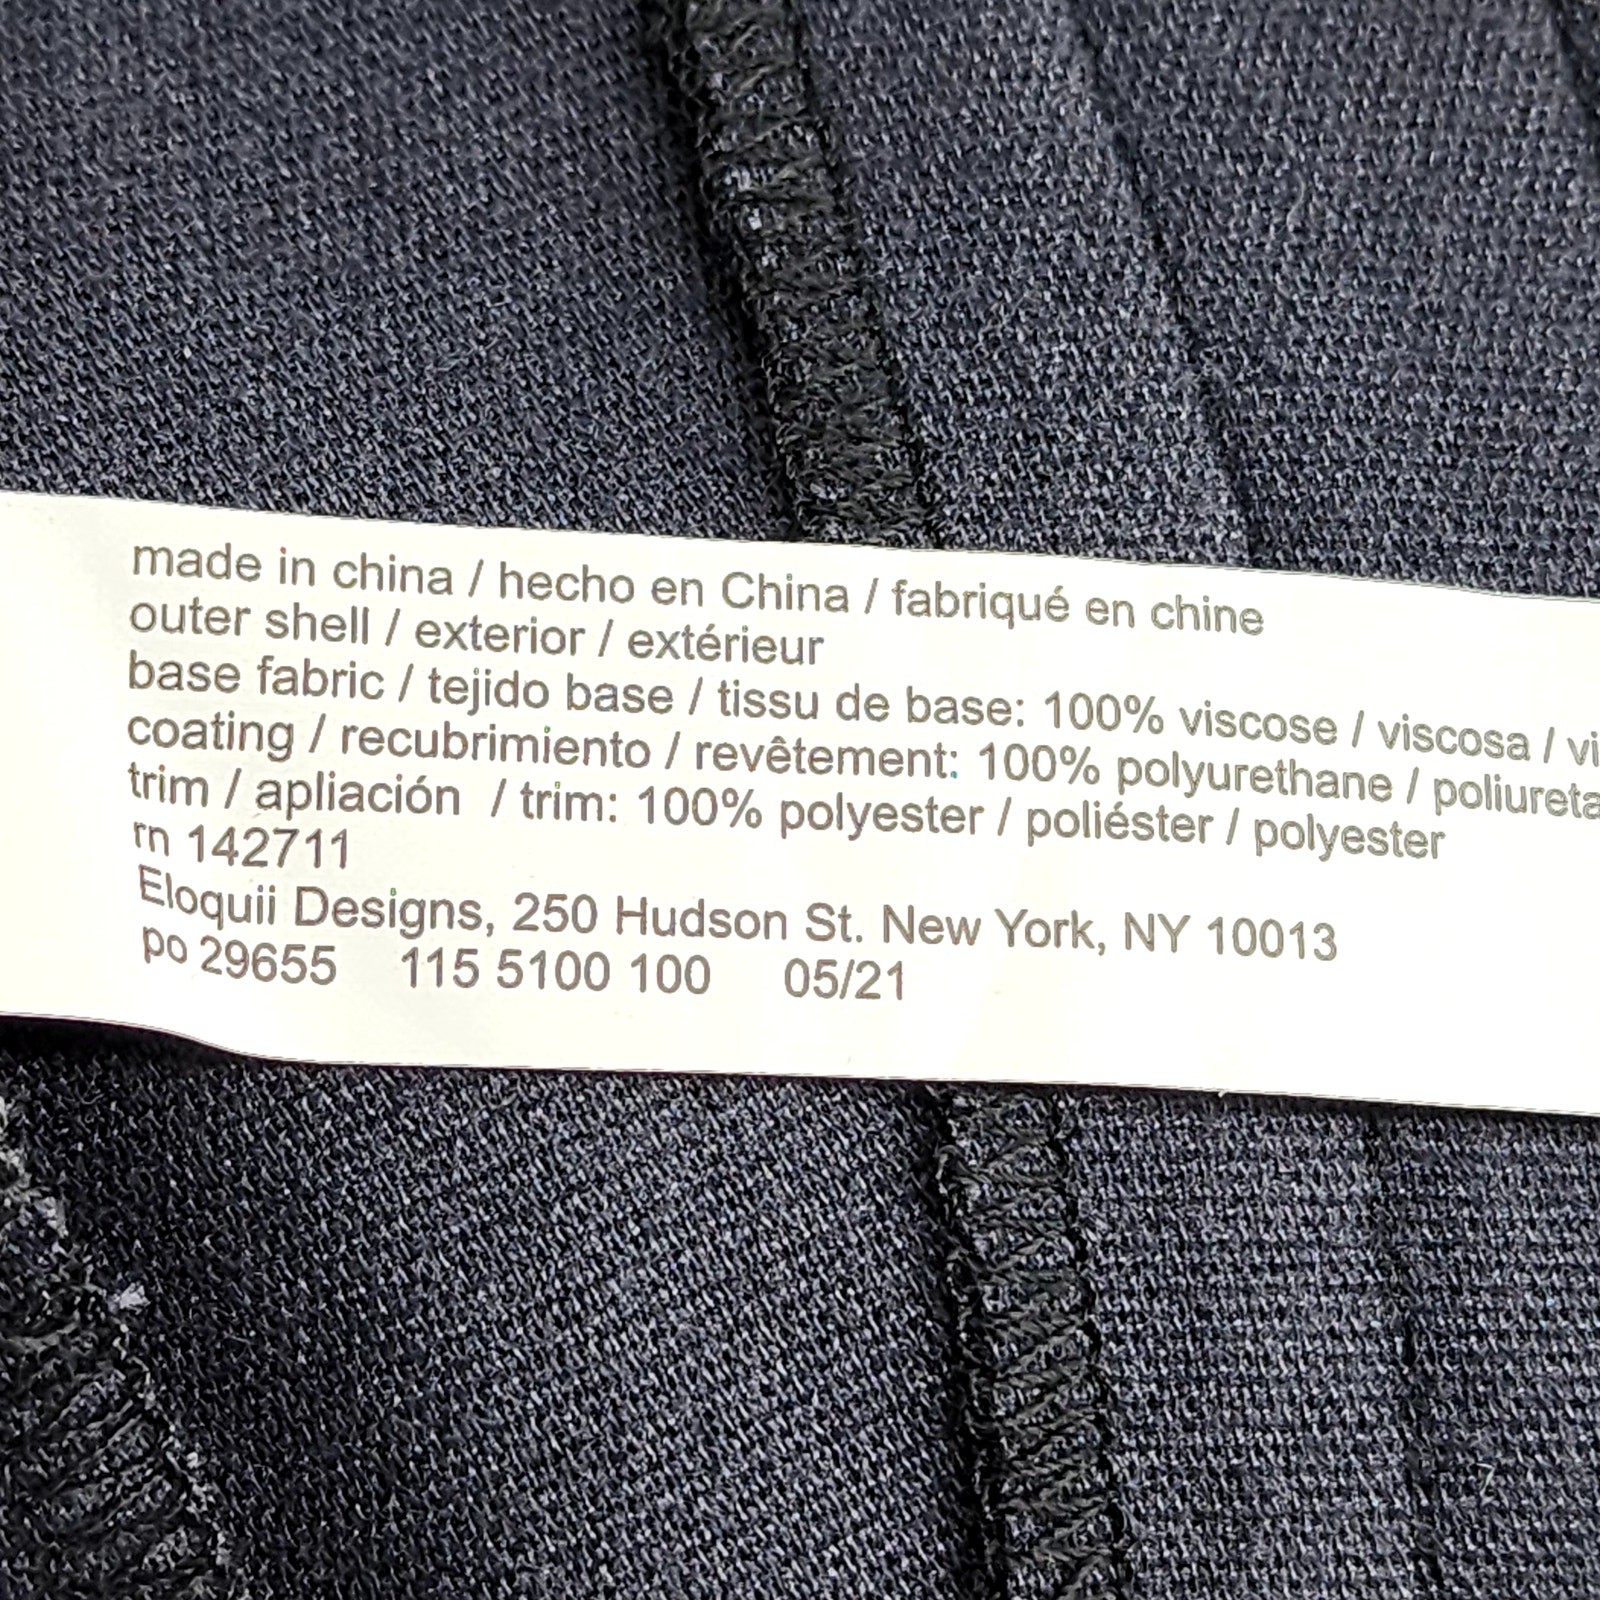 made in china / hecho en China / fabriqué en chine
outer shell / exterior / extérieur
base fabric / tejido base / tissu de base: 100% viscose / viscosa /
coating / recubrimiento / revêtement: 100% polyurethane /
trim / apliación / trim: 100% polyester / poliéster / polyester
rn 142711
Eloquii Designs, 250 Hudson St. New York, NY 10013
po 29655 115 5100 100 05/21